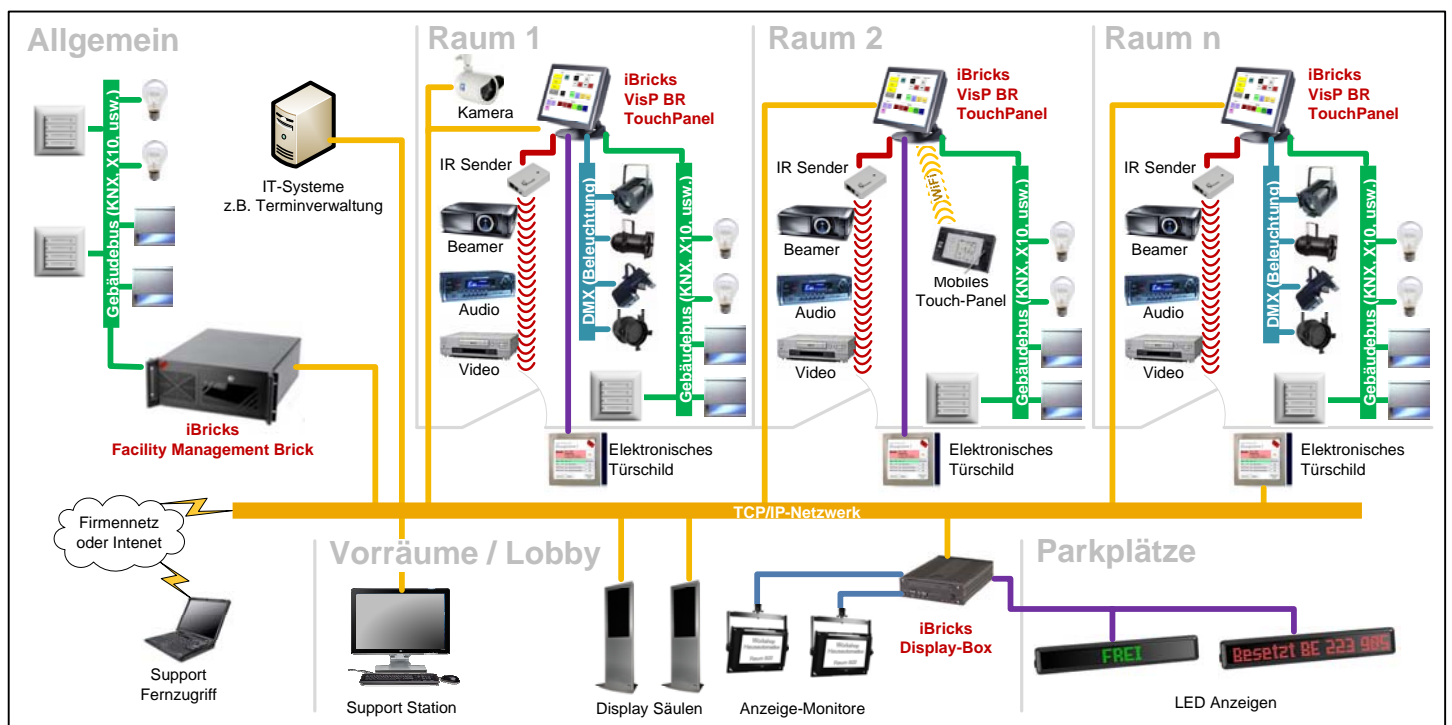 Allgemein
Gebäudebus (KNX. X10. usw.)
IT-Systeme
z.B. Terminverwaltung
iBricks
Facility Management Brick
Raum 1
Kamera
iBricks
VisP BR
TouchPanel
IR Sender
Beamer
Audio
Video
DMX (Beleuchtung)
Gebäudebus (KNX. X10. usw.)
Elektronisches
Türschild
Raum 2
iBricks
VisP BR
TouchPanel
IR Sender
WiFi
Beamer
Mobiles
Touch-Panel
Audio
Video
Gebäudebus (KNX. X10. usw.)
Elektronisches
Türschild
Raum n
iBricks
VisP BR
TouchPanel
IR Sender
Beamer
Audio
Video
DMX (Beleuchtung)
Gebäudebus (KNX. X10. usw.)
Elektronisches
Türschild
TCP/IP-Netzwerk
Firmennetz
oder Intenet
Support
Fernzugriff
Vorräume / Lobby
Support Station
Display Säulen
Workshop
Raum
Workshop
Raum
Anzeige-Monitore
iBricks
Display-Box
Parkplätze
FREI
Besetzt BE 223 905
LED Anzeigen